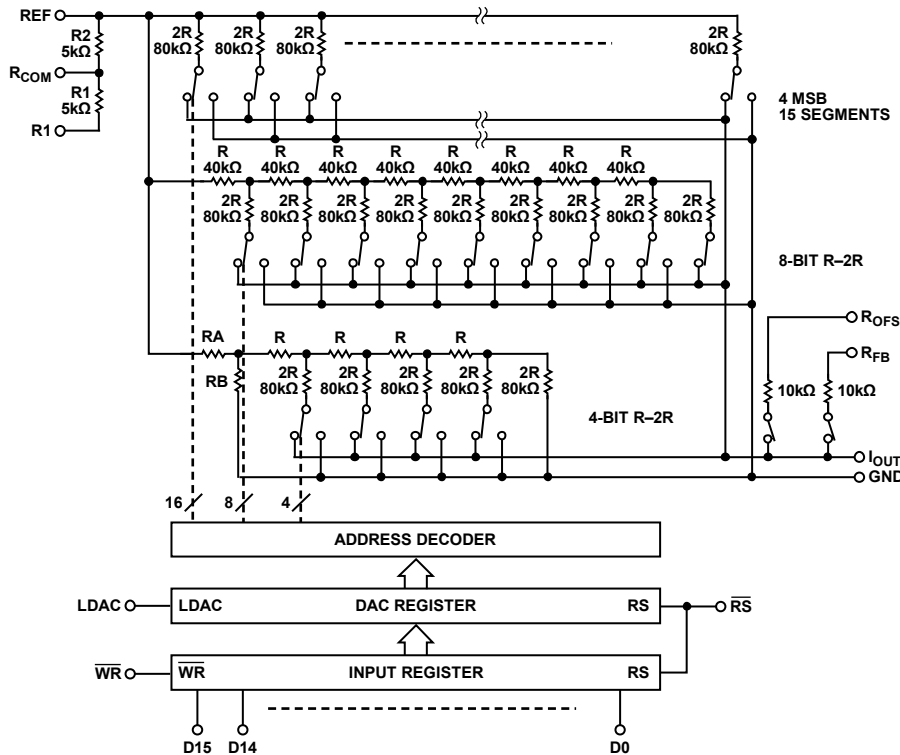 REF
R2
5kΩ
RCOM
R1
5kΩ
R1
2R
80kΩ
2R
80kΩ
2R
80kΩ
2R
80kΩ
4 MSB
15 SEGMENTS
R
40kΩ
R
40kΩ
R
40kΩ
R
40kΩ
R
40kΩ
R
40kΩ
R
40kΩ
R
40kΩ
2R
80kΩ
2R
80kΩ
2R
80kΩ
2R
80kΩ
2R
80kΩ
2R
80kΩ
2R
80kΩ
2R
80kΩ
2R
80kΩ
8-BIT R–2R
RA
RB
R
R
R
R
2R
80kΩ
2R
80kΩ
2R
80kΩ
2R
80kΩ
2R
80kΩ
4-BIT R–2R
ROFS
RFB
10kΩ
10kΩ
IOUT
GND
16
8
4
ADDRESS DECODER
LDAC
LDAC
DAC REGISTER
RS
RS
WR
WR
INPUT REGISTER
RS
D15
D14
D0